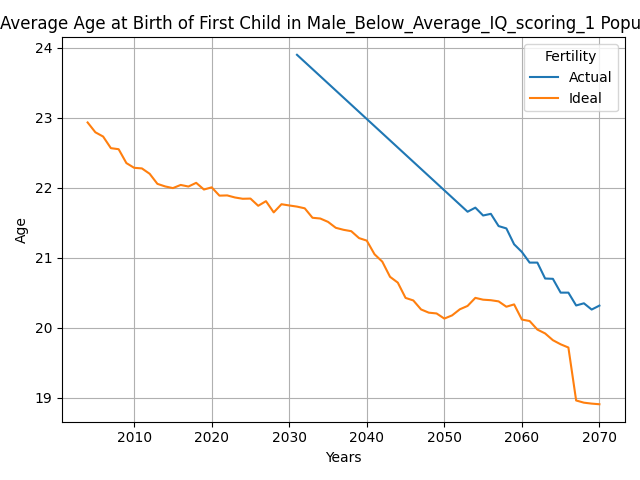 Average Age at Birth of First Child in Male_Below_Average_IQ_scoring_1 Popu
24
23
22
21
20
19
Age
Fertility
Actual
Ideal
2010 2020 2030 2040 2050 2060 2070
Years